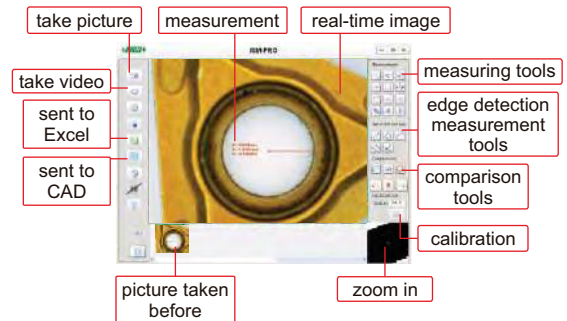 take picture
measurement
real-time image
take video
measuring tools
sent to
Excel
edge detection
measurement
tools
sent to
CAD
comparison
tools
calibration
picture taken
before
zoom in